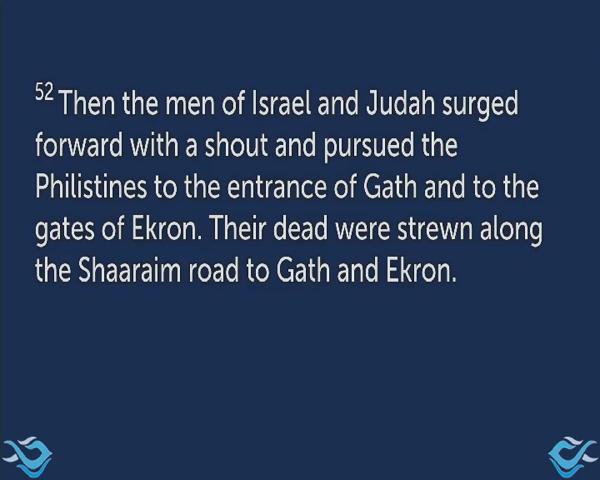 52 Then the men of Israel and Judah surged
forward with a shout and pursued the
Philistines to the entrance of Gath and to the
gates of Ekron. Their dead were strewn along
the Shaaraim road to Gath and Ekron.